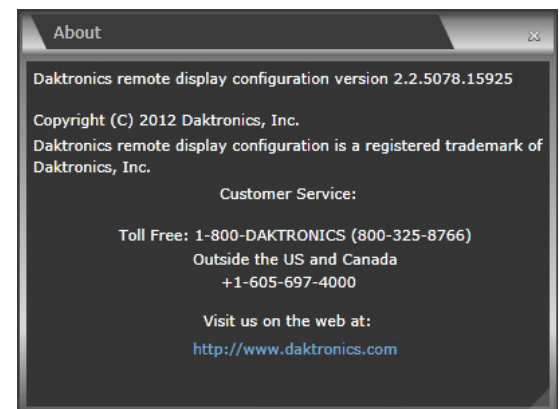 About
Daktronics remote display configuration version 2.2.5078.15925
Copyright (C) 2012 Daktronics, Inc.
Daktronics remote display configuration is a registered trademark of
Daktronics, Inc.
Customer Service:
Toll Free: 1-800-DAKTRONICS (800-325-8766)
Outside the US and Canada
+1-605-697-4000
Visit us on the web at:
http://www.daktronics.com